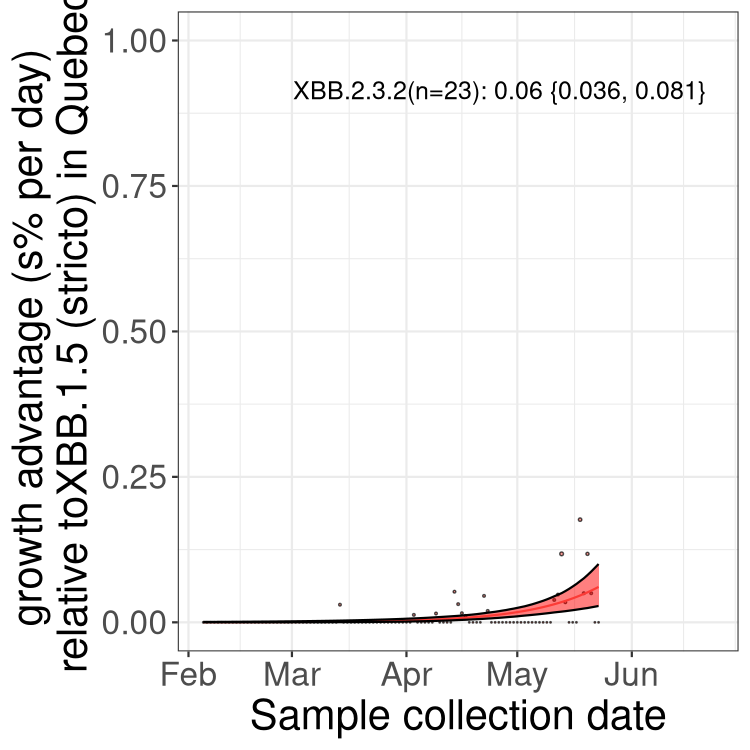 growth advantage (s% per day)
relative toXBB.1.5 (stricto) in Quebec
1.00
0.75
0.50
0.25
0.00
XBB.2.3.2(n=23): 0.06 {0.036, 0.081}
Feb Mar Apr May Jun
Sample collection date